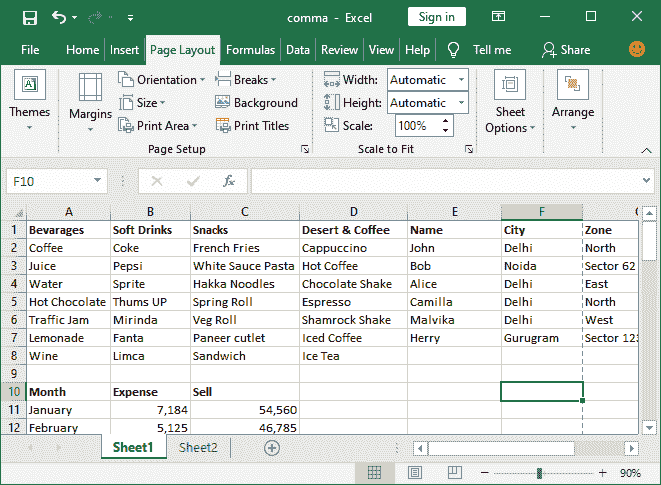 comma - Excel Sign in
File Home Insert Page Layout Formulas Data Review View Help Tell me Share
Themes
Margins
Orientation
Size
Print Area
Breaks
Background
Print Titles
Page Setup
Width: Automatic
Height: Automatic
Scale: 100%
Scale to Fit
Sheet
Options
Arrange
F10 fx
A B C D E F
1 Bevarages Soft Drinks Snacks Desert & Coffee Name City Zone
2 Coffee Coke French Fries Cappuccino John Delhi North
3 Juice Pepsi White Sauce Pasta Hot Coffee Bob Noida Sector 62
4 Water Sprite Hakka Noodles Chocolate Shake Alice Delhi East
5 Hot Chocolate Thums UP Spring Roll Espresso Camilla Delhi North
6 Traffic Jam Mirinda Veg Roll Shamrock Shake Malvika Delhi West
7 Lemonade Fanta Paneer cutlet Iced Coffee Herry Gurugram Sector
8 Wine Limca Sandwich Ice Tea
9
10 Month Expense Sell
11 January 7,184 54,560
12 February 5,125 46,785
Sheet1 Sheet2
90%